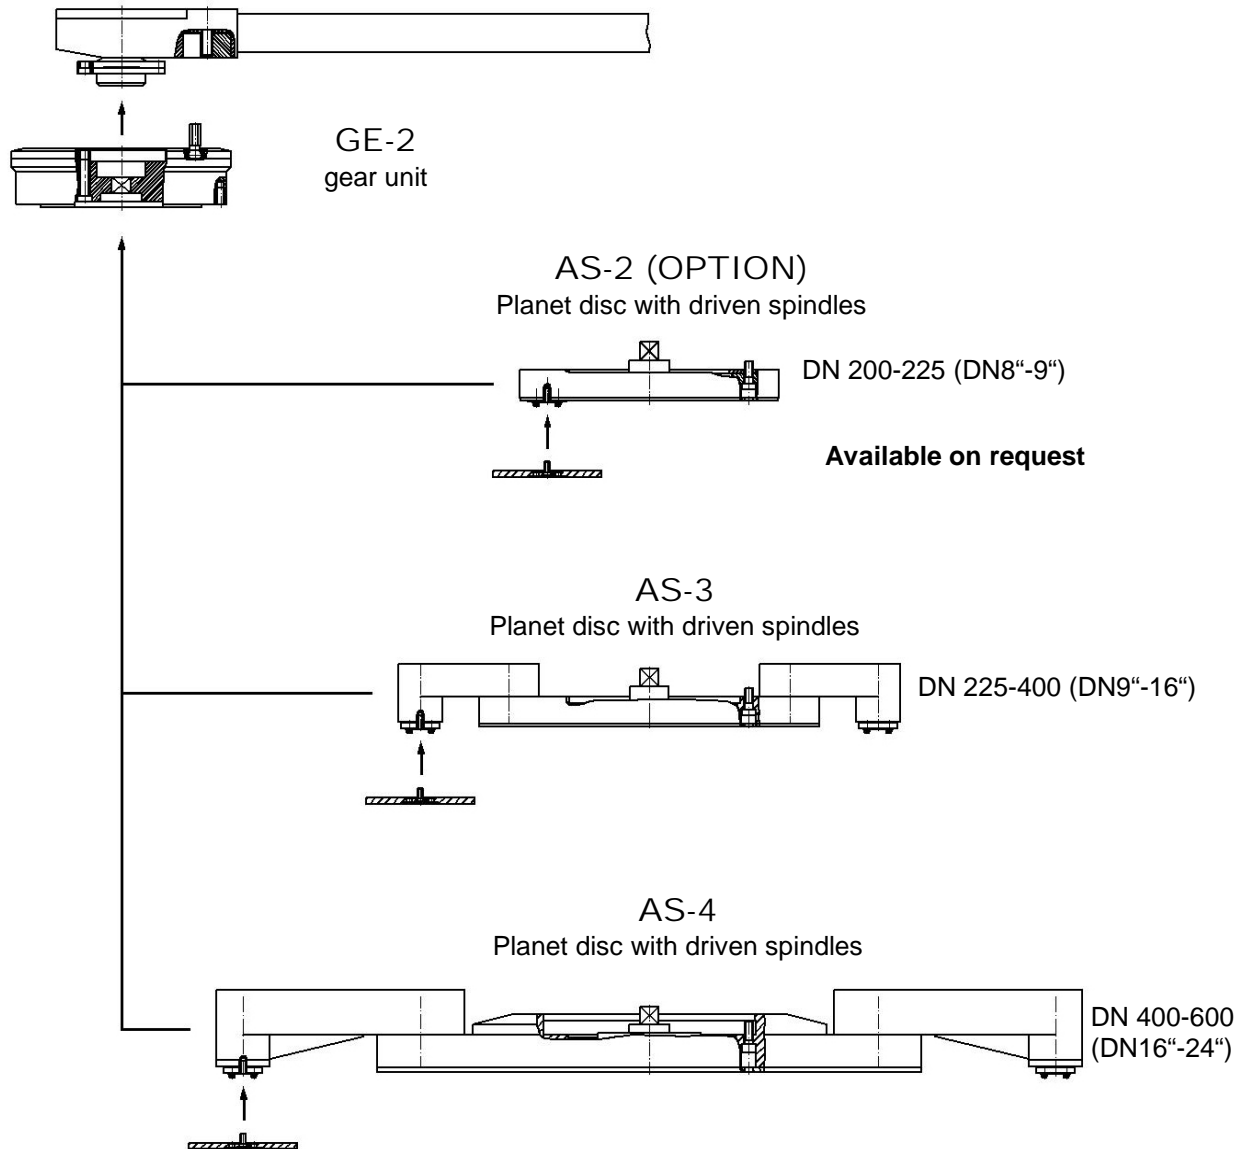 GE-2
gear unit
AS-2 (OPTION)
Planet disc with driven spindles
DN 200-225 (DN8“-9“)
Available on request
AS-3
Planet disc with driven spindles
DN 225-400 (DN9“-16“)
AS-4
Planet disc with driven spindles
DN 400-600
(DN16“-24“)